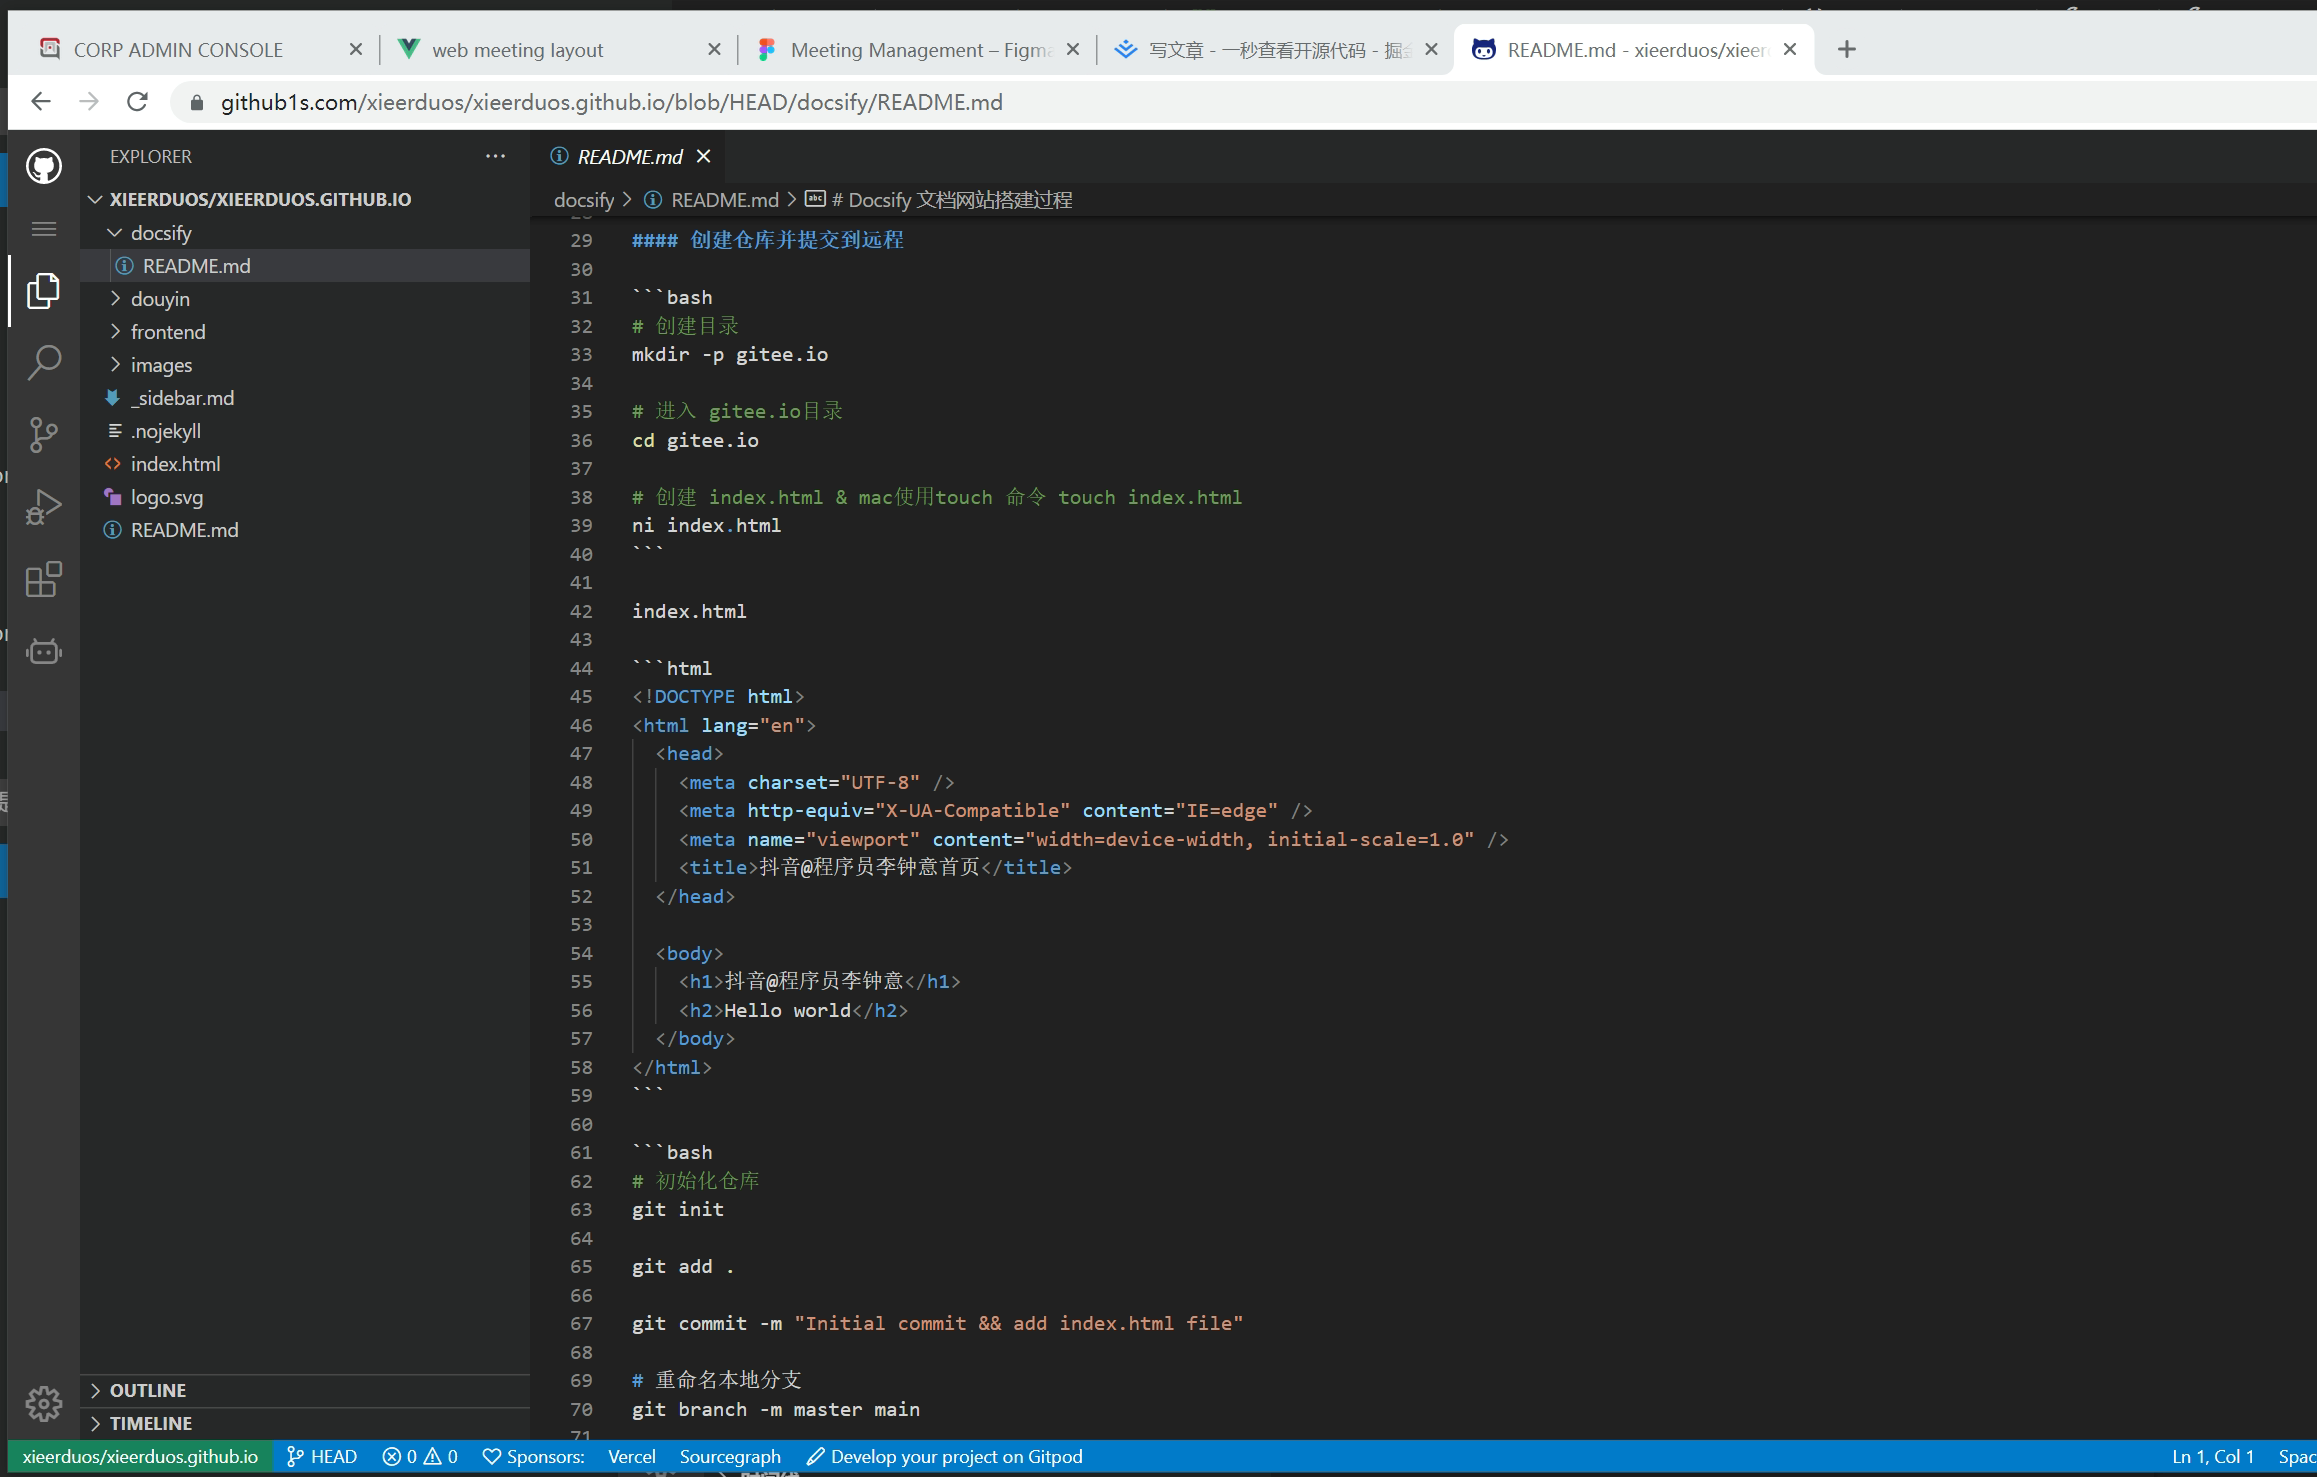 CORP ADMIN CONSOLE
web meeting layout
Meeting Management – Figma
写文章 - 一秒查看开源代码 - 掘金
README.md - xieerduos/xieer
github1s.com/xieerduos/xieerduos.github.io/blob/HEAD/docsify/README.md
EXPLORER
XIEERDUOS/XIEERDUOS.GITHUB.IO
docsify
README.md
douyin
frontend
images
_sidebar.md
.nojekyll
index.html
logo.svg
README.md
OUTLINE
TIMELINE
README.md
docsify > README.md > # Docsify 文档网站搭建过程
29 #### 创建仓库并提交到远程
30
31 ```bash
32 # 创建目录
33 mkdir -p gitee.io
34
35 # 进入 gitee.io目录
36 cd gitee.io
37
38 # 创建 index.html & mac使用touch 命令 touch index.html
39 ni index.html
40 ```
41
42 index.html
43
44 ```html
45 <!DOCTYPE html>
46 <html lang="en">
47 <head>
48 <meta charset="UTF-8" />
49 <meta http-equiv="X-UA-Compatible" content="IE=edge" />
50 <meta name="viewport" content="width=device-width, initial-scale=1.0" />
51 <title>抖音@程序员李钟意首页</title>
52 </head>
53
54 <body>
55 <h1>抖音@程序员李钟意</h1>
56 <h2>Hello world</h2>
57 </body>
58 </html>
59 ```
60
61 ```bash
62 # 初始化仓库
63 git init
64
65 git add .
66
67 git commit -m "Initial commit && add index.html file"
68
69 # 重命名本地分支
70 git branch -m master main
71
xieerduos/xieerduos.github.io HEAD 0 0 Sponsors: Vercel Sourcegraph Develop your project on Gitpod Ln 1, Col 1 Spac